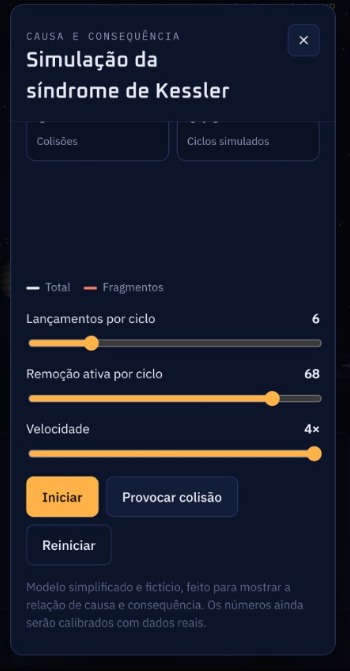 CAUSA E CONSEQUÊNCIA
Simulação da
síndrome de Kessler
×
Colisões
Ciclos simulados
Total
Fragmentos
Lançamentos por ciclo 6
Remoção ativa por ciclo 68
Velocidade 4×
Iniciar
Provocar colisão
Reiniciar
Modelo simplificado e fictício, feito para mostrar a
relação de causa e consequência. Os números ainda
serão calibrados com dados reais.